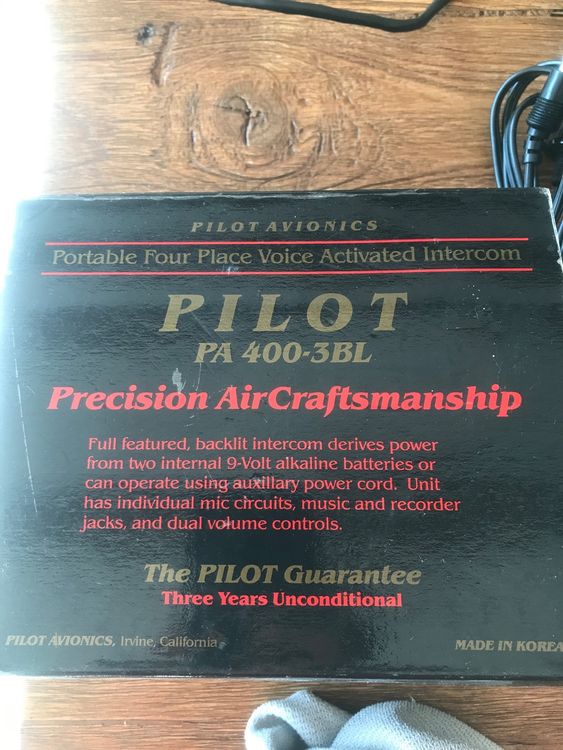 PILOT AVIONICS
Portable Four Place Voice Activated Intercom
PILOT
PA 400-3BL
Precision AirCraftsmanship
Full featured, backlit intercom derives power
from two internal 9-Volt alkaline batteries or
can operate using auxillary power cord. Unit
has individual mic circuits, music and recorder
jacks, and dual volume controls.
The PILOT Guarantee
Three Years Unconditional
PILOT AVIONICS, Irvine, California
MADE IN KOREA